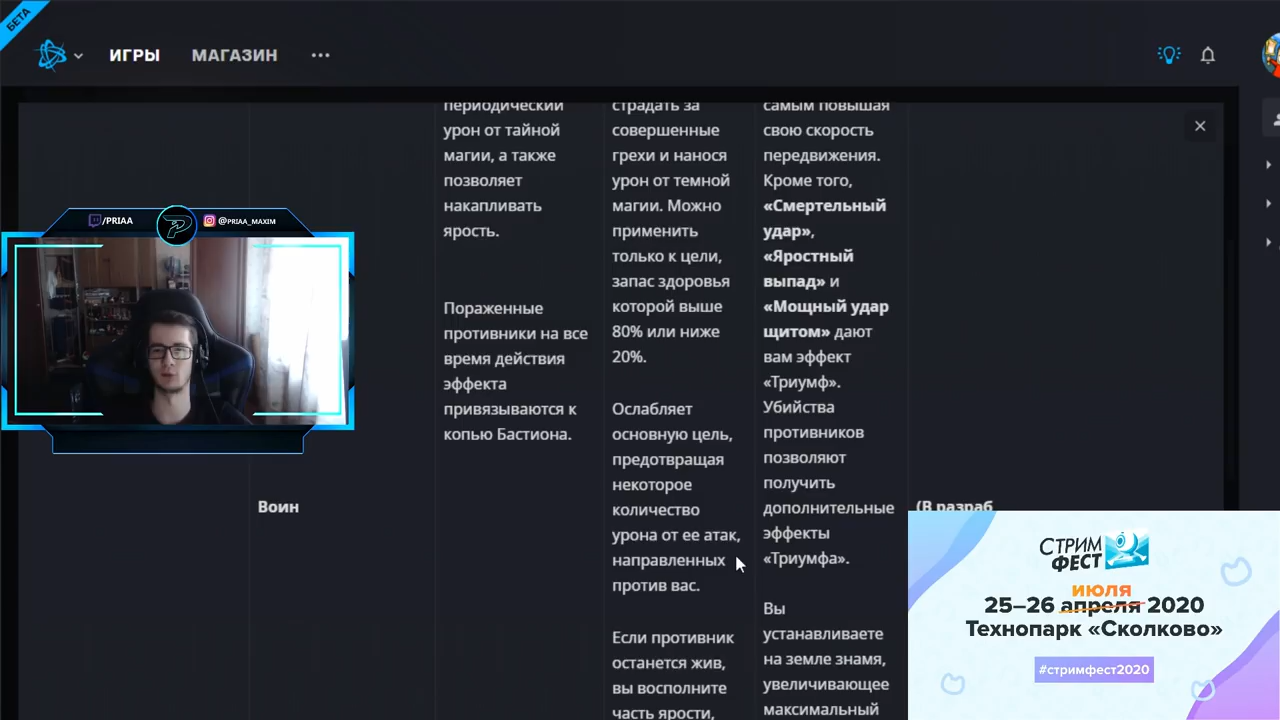 БЕТА
ИГРЫ
МАГАЗИН
/PRIAA
@PRIAA_MAXIM
периодический
урон от тайной
магии, а также
позволяет
накапливать
ярость.
Пораженные
противники на все
время действия
эффекта
привязываются к
копью Бастиона.
Воин
страдать за
совершенные
грехи и нанося
урон от темной
магии. Можно
применить
только к цели,
запас здоровья
которой выше
80% или ниже
20%.
Ослабляет
основную цель,
предотвращая
некоторое
количество
урона от ее атак,
направленных
против вас.
Если противник
останется жив,
вы восполните
часть ярости,
самым повышая
свою скорость
передвижения.
Кроме того,
«Смертельный
удар»,
«Яростный
выпад» и
«Мощный удар
щитом» дают
вам эффект
«Триумф».
Убийства
противников
позволяют
получить
дополнительные
эффекты
«Триумфа».
Вы
устанавливаете
на земле знамя,
увеличивающее
максимальный
(В разраб
СТРИМ
ФЕСТ
июля
25–26 апреля 2020
Технопарк «Сколково»
#стримфест2020